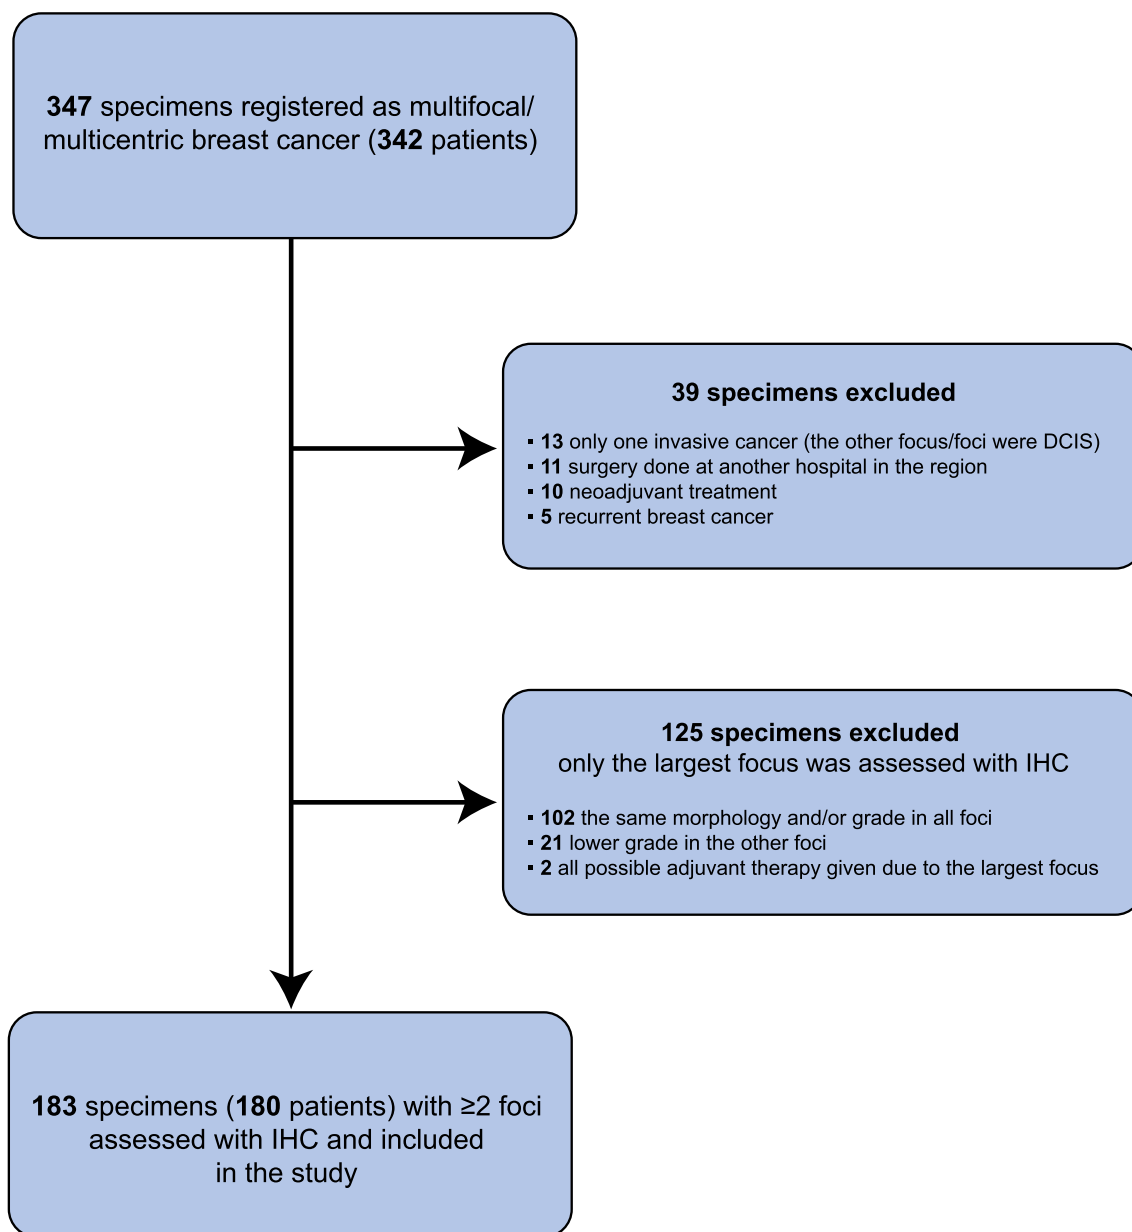 347 specimens registered as multifocal/
multicentric breast cancer (342 patients)
39 specimens excluded
▪ 13 only one invasive cancer (the other focus/foci were DCIS)
▪ 11 surgery done at another hospital in the region
▪ 10 neoadjuvant treatment
▪ 5 recurrent breast cancer
125 specimens excluded
only the largest focus was assessed with IHC
▪ 102 the same morphology and/or grade in all foci
▪ 21 lower grade in the other foci
▪ 2 all possible adjuvant therapy given due to the largest focus
183 specimens (180 patients) with ≥2 foci
assessed with IHC and included
in the study